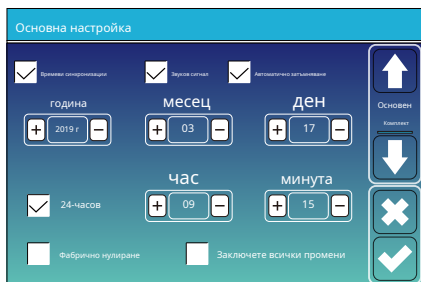 Основна настройка
Времеви синхронизации
Звуков сигнал
Автоматично затъмняване
година
месец
ден
+ 2019 г −
+ 03 −
+ 17 −
Основен
Комплект
час
минута
24-часов
+ 09 −
+ 15 −
Фабрично нулиране
Заключете всички промени